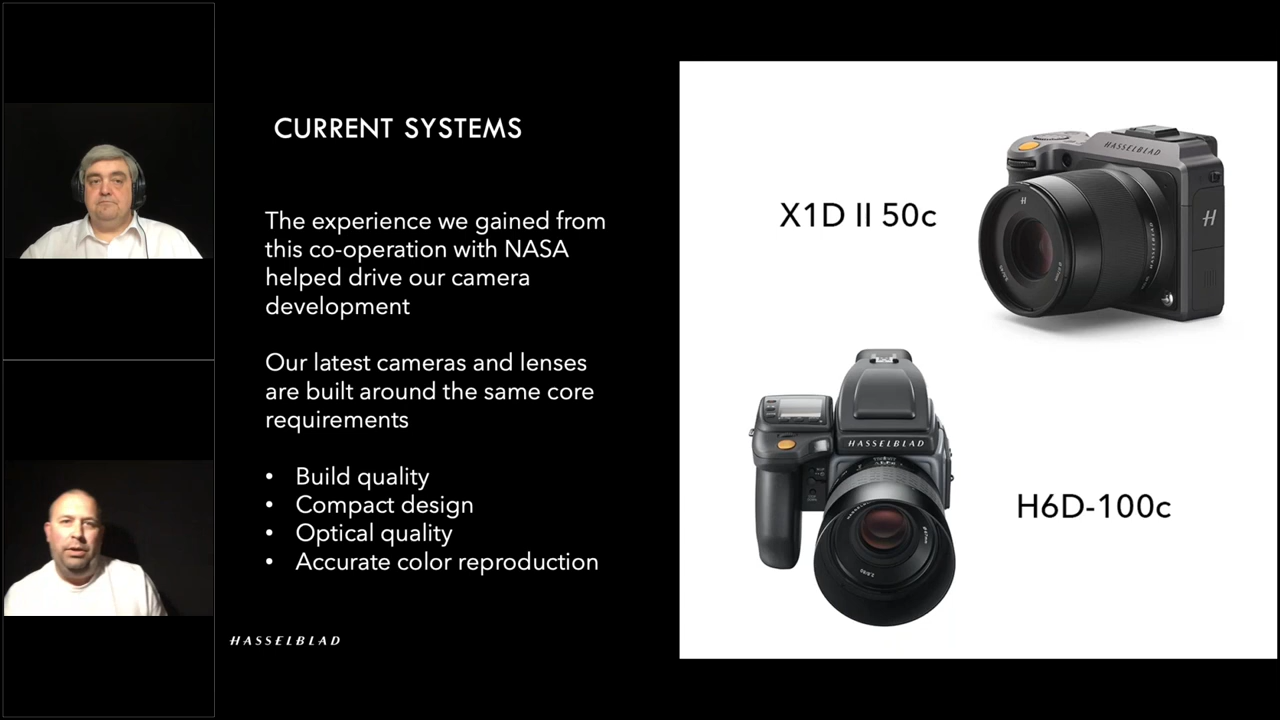 CURRENT SYSTEMS
The experience we gained from
this co-operation with NASA
helped drive our camera
development
Our latest cameras and lenses
are built around the same core
requirements
• Build quality
• Compact design
• Optical quality
• Accurate color reproduction
HASSELBLAD
X1D II 50c
HASSELBLAD
H
H
HASSELBLAD
H6D-100c